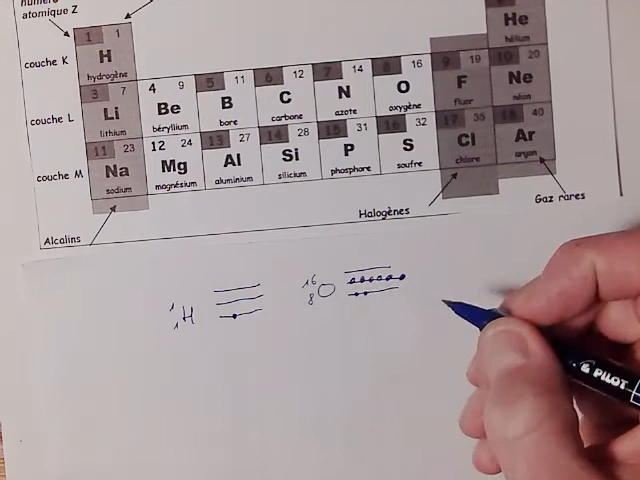 numéro
atomique Z
He
hélium
couche K 1 1
H
hydrogène
couche L 3 7 4 9 5 11 6 12 7 14 8 16 9 19 10 20
Li Be B C N O F Ne
lithium béryllium bore carbone azote oxygène fluor néon
couche M 11 23 12 24 13 27 14 28 15 31 16 32 17 35 18 40
Na Mg Al Si P S Cl Ar
sodium magnésium aluminium silicium phosphore soufre chlore argon
Alcalins Halogènes Gaz rares
1 1 H 16 8 O
PILOT